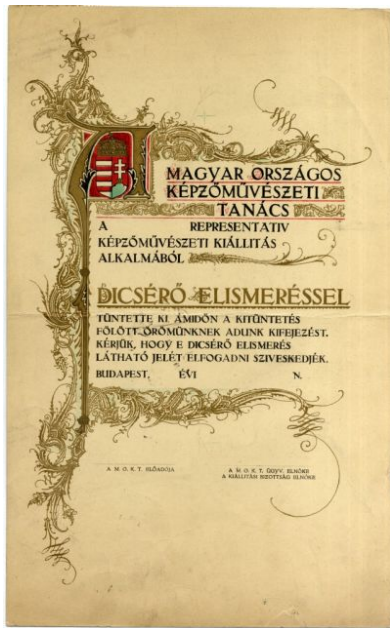 A MAGYAR ORSZÁGOS
KÉPZŐMŰVÉSZETI
TANÁCS
A REPRESENTATIV
KÉPZŐMŰVÉSZETI KIÁLLITÁS
ALKALMÁBÓL
DICSÉRŐ ELISMERÉSSEL
TÜNTETTE KI. AMIDŐN A KITÜNTETÉS
FÖLÖTT ÖRÖMÜNKNEK ADUNK KIFEJEZÉST.
KÉRJÜK, HOGY E DICSÉRŐ ELISMERÉS
LÁTHATÓ JELÉT ELFOGADNI SZIVESKEDJÉK.
BUDAPEST, ÉVI N.
A M. O. K. T. ELŐADÓJA
A M. O. K. T. ÜGYV. ELNÖKE
A KIÁLLITÁSI BIZOTTSÁG ELNÖKE